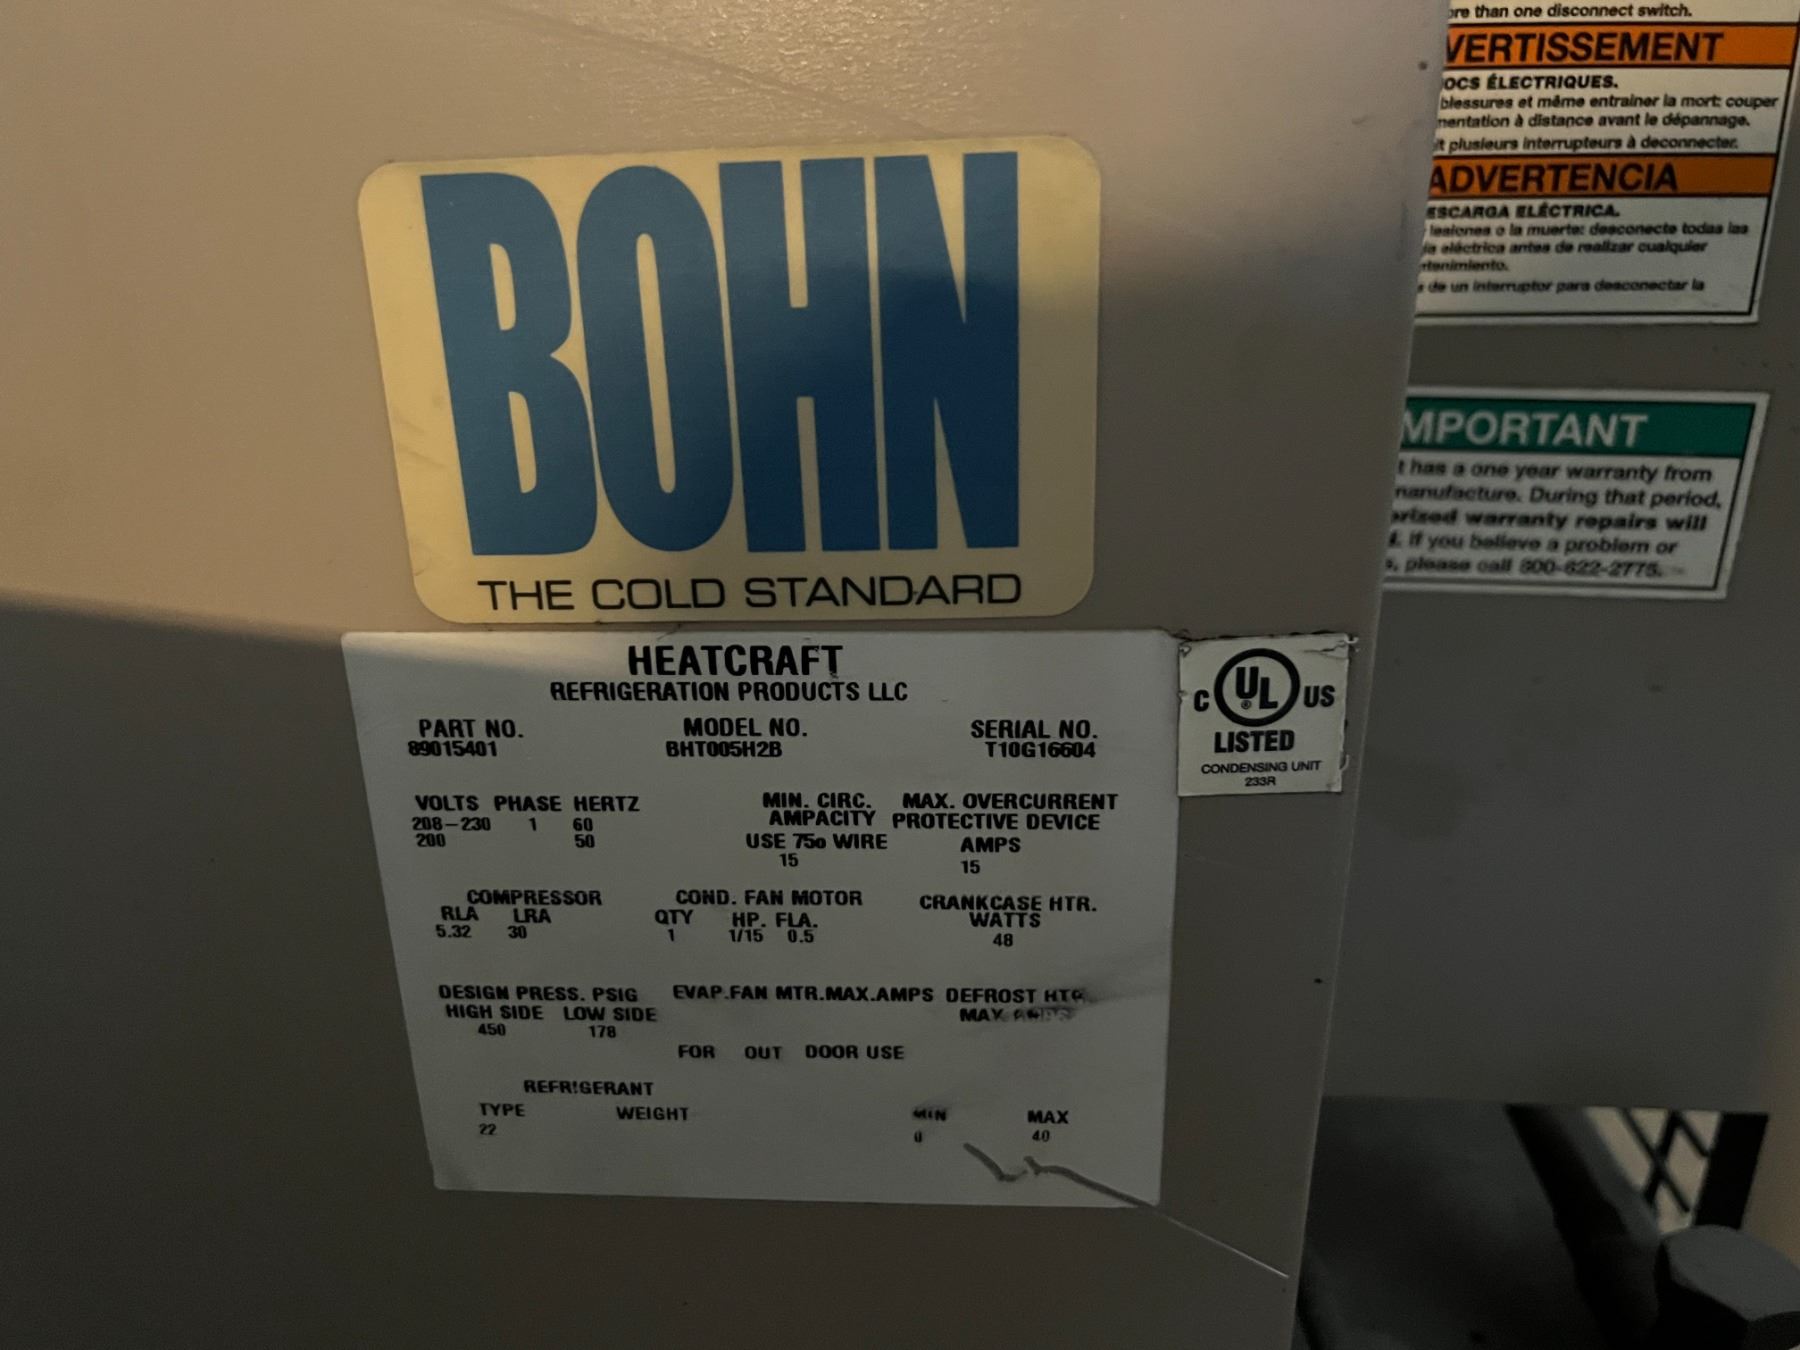 BOHN
THE COLD STANDARD
HEATCRAFT
REFRIGERATION PRODUCTS LLC
PART NO. MODEL NO. SERIAL NO.
89015401 BHT005H2B T10G16604
VOLTS PHASE HERTZ MIN. CIRC. MAX. OVERCURRENT
208-230 1 60 AMPACITY PROTECTIVE DEVICE
200 50 USE 75o WIRE AMPS
15 15
COMPRESSOR COND. FAN MOTOR CRANKCASE HTR.
RLA LRA QTY HP. FLA. WATTS
5.32 30 1 1/15 0.5 48
DESIGN PRESS. PSIG EVAP.FAN MTR.MAX.AMPS DEFROST HTR.
HIGH SIDE LOW SIDE MAX AMPS
450 178
FOR OUT DOOR USE
REFRIGERANT
TYPE WEIGHT MIN MAX
22 0 40
C UL ® US
LISTED
CONDENSING UNIT
233R
ore than one disconnect switch.
VERTISSEMENT
OCS ÉLECTRIQUES.
blessures et même entraîner la mort: couper
mentation à distance avant le dépannage.
it plusieurs interrupteurs à deconnecter.
ADVERTENCIA
ESCARGA ELÉCTRICA.
lesiones o la muerte: desconecte todas las
ía eléctrica antes de realizar cualquier
ntenimiento.
s de un interruptor para desconectar la
MPORTANT
t has a one year warranty from
manufacture. During that period,
orized warranty repairs will
d. If you believe a problem or
s, please call 800-622-2775.